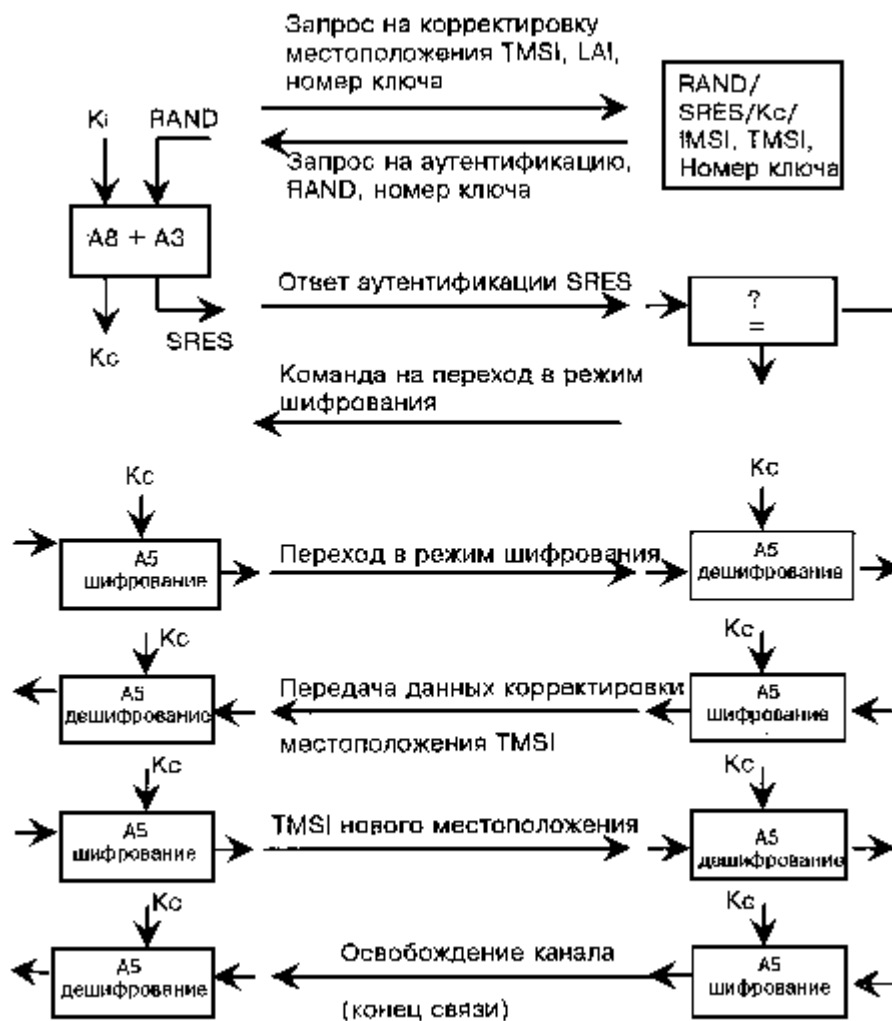 Запрос на корректировку
местоположения TMSI, LAI,
номер ключа
RAND/
SRES/Kc/
IMSI, TMSI,
Номер ключа
Ki
RAND
Запрос на аутентификацию,
RAND, номер ключа
A8 + A3
Ответ аутентификации SRES
?
=
SRES
Kc
Команда на переход в режим
шифрования
Kc
Kc
A5
шифрование
Переход в режим шифрования
A5
дешифрование
Kc
Kc
A5
дешифрование
Передача данных корректировки
местоположения TMSI
A5
шифрование
Kc
Kc
A5
шифрование
TMSI нового местоположения
A5
дешифрование
Kc
Kc
A5
дешифрование
Освобождение канала
(конец связи)
A5
шифрование